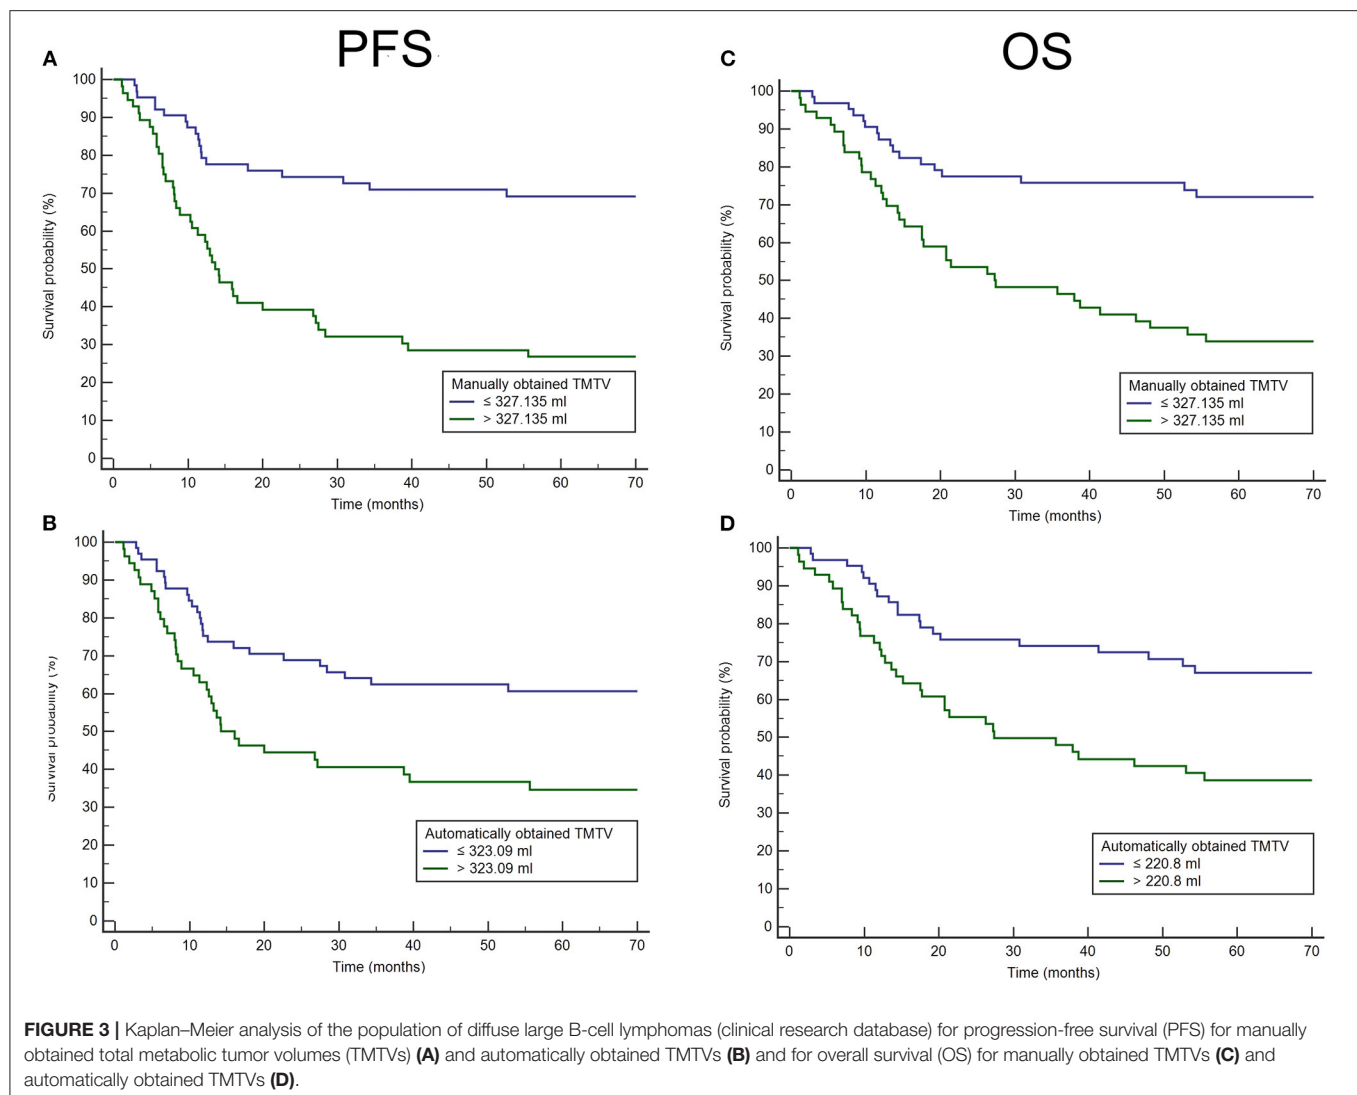 PFS
OS
A
100
90
80
70
60
50
40
30
20
10
0
Survival probability (%)
0 10 20 30 40 50 60 70
Time (months)
Manually obtained TMTV
≤ 327.135 ml
> 327.135 ml
C
100
90
80
70
60
50
40
30
20
10
0
Survival probability (%)
0 10 20 30 40 50 60 70
Time (months)
Manually obtained TMTV
≤ 327.135 ml
> 327.135 ml
B
100
90
80
70
60
50
40
30
20
10
0
Survival probability (%)
0 10 20 30 40 50 60 70
Time (months)
Automatically obtained TMTV
≤ 323.09 ml
> 323.09 ml
D
100
90
80
70
60
50
40
30
20
10
0
Survival probability (%)
0 10 20 30 40 50 60 70
Time (months)
Automatically obtained TMTV
≤ 220.8 ml
> 220.8 ml
FIGURE 3 | Kaplan–Meier analysis of the population of diffuse large B-cell lymphomas (clinical research database) for progression-free survival (PFS) for manually
obtained total metabolic tumor volumes (TMTVs) (A) and automatically obtained TMTVs (B) and for overall survival (OS) for manually obtained TMTVs (C) and
automatically obtained TMTVs (D).